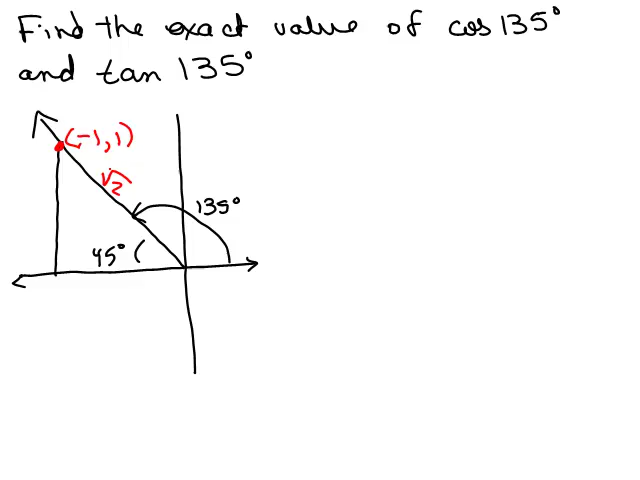 Find the exact value of cos 135°
and tan 135°
(-1, 1)
√2
135°
45°